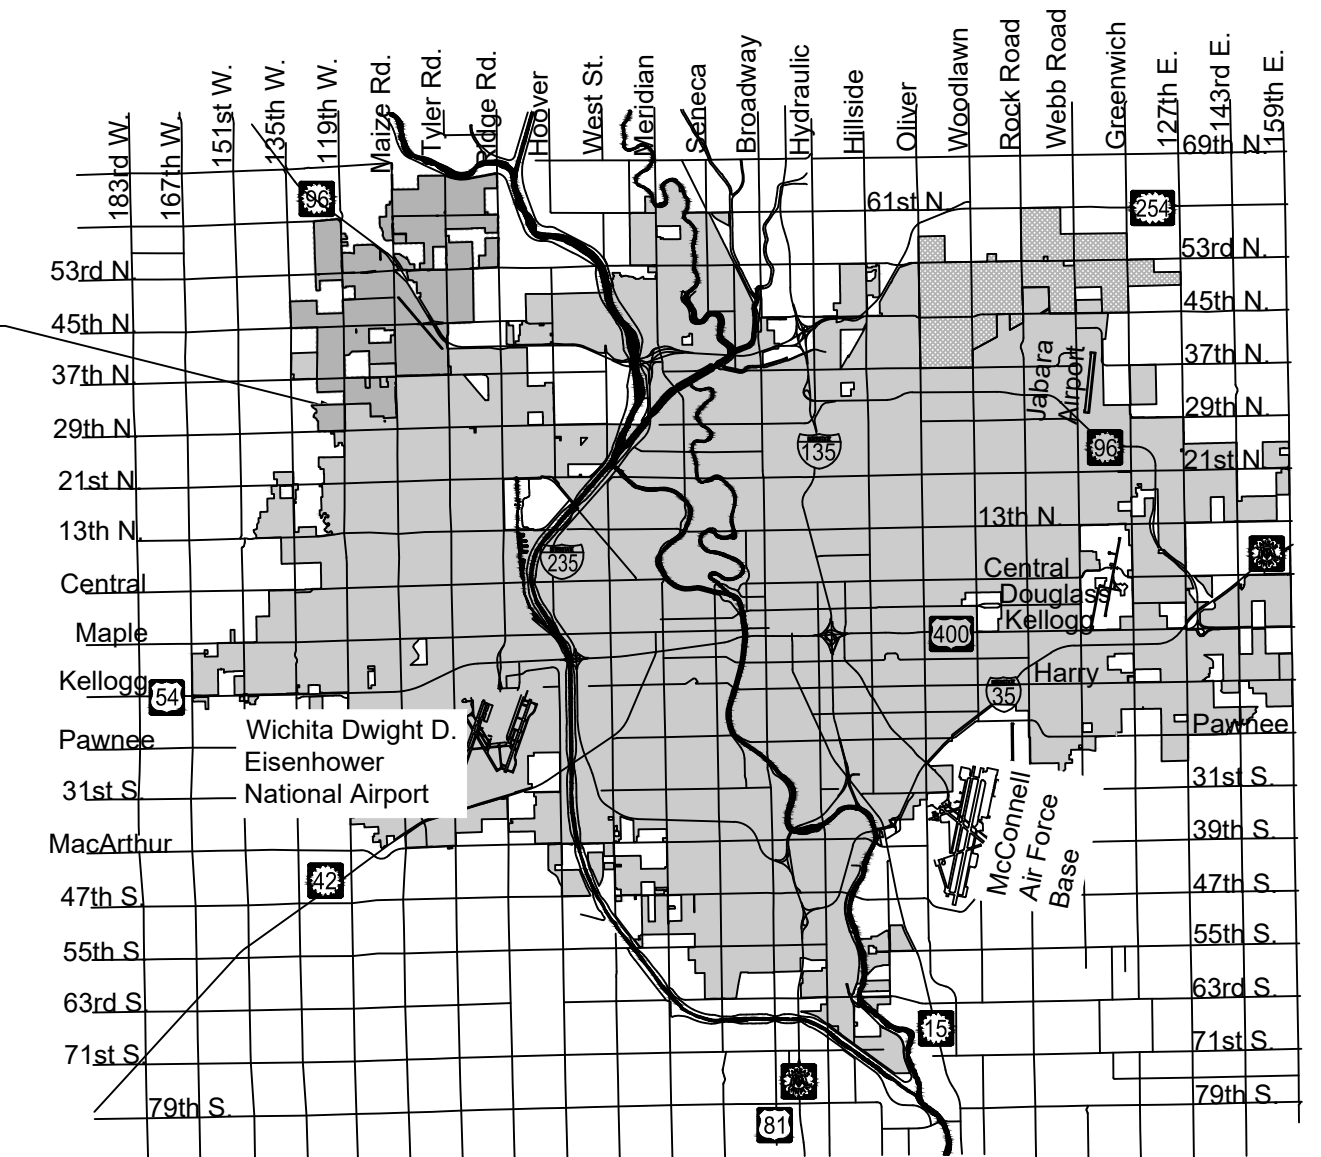 183rd W.
167th W.
151st W.
135th W.
119th W.
Maize Rd.
Tyler Rd.
Ridge Rd.
Hoover
West St.
Meridian
Seneca
Broadway
Hydraulic
Hillside
Oliver
Woodlawn
Rock Road
Webb Road
Greenwich
127th E.
143rd E.
159th E.
69th N.
96
61st N.
254
53rd N.
53rd N.
45th N.
45th N.
37th N.
37th N.
Jabara
Airport
29th N.
29th N.
135
96
21st N.
21st N.
13th N.
13th N.
235
Central
Central
Douglass
Kellogg
Maple
400
Kellogg
54
Harry
35
Pawnee
Pawnee
Wichita Dwight D.
Eisenhower
National Airport
31st S.
31st S.
McConnell
Air Force
Base
MacArthur
39th S.
42
47th S.
47th S.
55th S.
55th S.
63rd S.
63rd S.
15
71st S.
71st S.
79th S.
79th S.
81